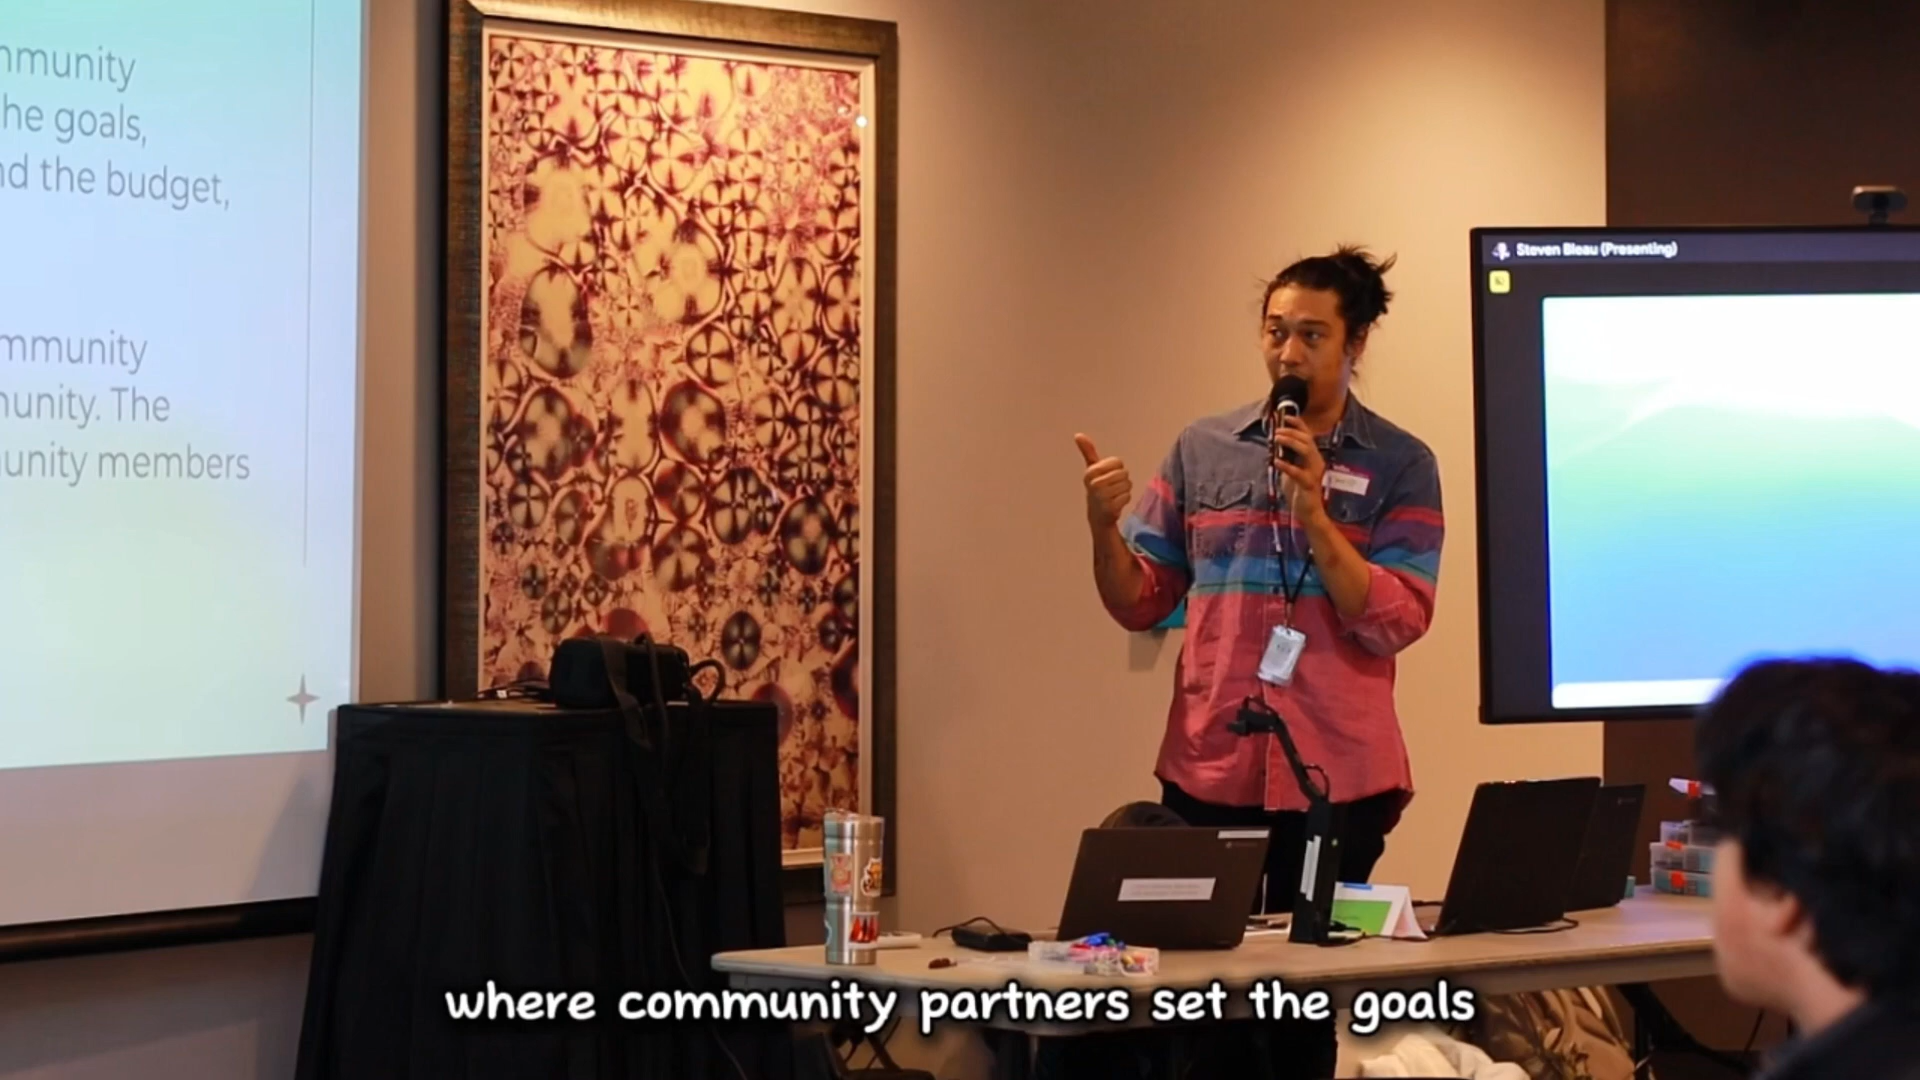 mmunity
he goals,
nd the budget,
mmunity
nunity. The
unity members
Steven Bleau (Presenting)
where community partners set the goals